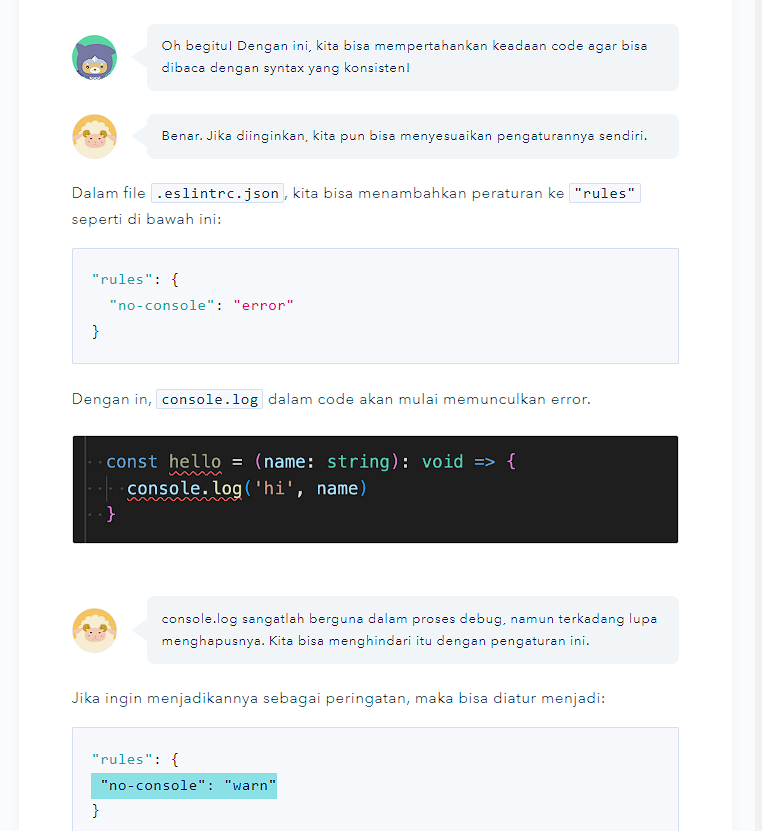 Oh begitu! Dengan ini, kita bisa mempertahankan keadaan code agar bisa
dibaca dengan syntax yang konsisten!
Benar. Jika diinginkan, kita pun bisa menyesuaikan pengaturannya sendiri.
Dalam file .eslintrc.json, kita bisa menambahkan peraturan ke "rules"
seperti di bawah ini:
"rules": {
  "no-console": "error"
}
Dengan in, console.log dalam code akan mulai memunculkan error.
const hello = (name: string): void => {
  console.log('hi', name)
}
console.log sangatlah berguna dalam proses debug, namun terkadang lupa
menghapusnya. Kita bisa menghindari itu dengan pengaturan ini.
Jika ingin menjadikannya sebagai peringatan, maka bisa diatur menjadi:
"rules": {
 "no-console": "warn"
}